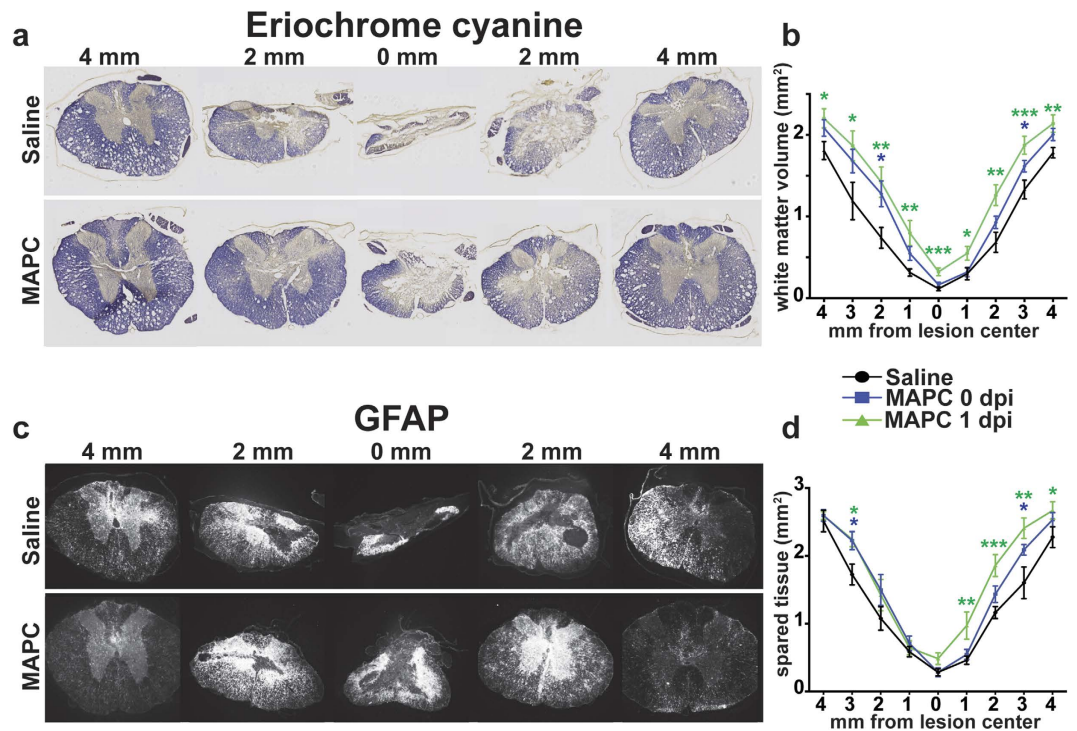 a
Eriochrome cyanine
4 mm 2 mm 0 mm 2 mm 4 mm
Saline
MAPC
b
white matter volume (mm²)
2
1
0
* * ** * ** *** * ** *** * **
4 3 2 1 0 1 2 3 4
mm from lesion center
Saline
MAPC 0 dpi
MAPC 1 dpi
c
GFAP
4 mm 2 mm 0 mm 2 mm 4 mm
Saline
MAPC
d
spared tissue (mm²)
3
2
1
0
* * ** *** ** * *
4 3 2 1 0 1 2 3 4
mm from lesion center